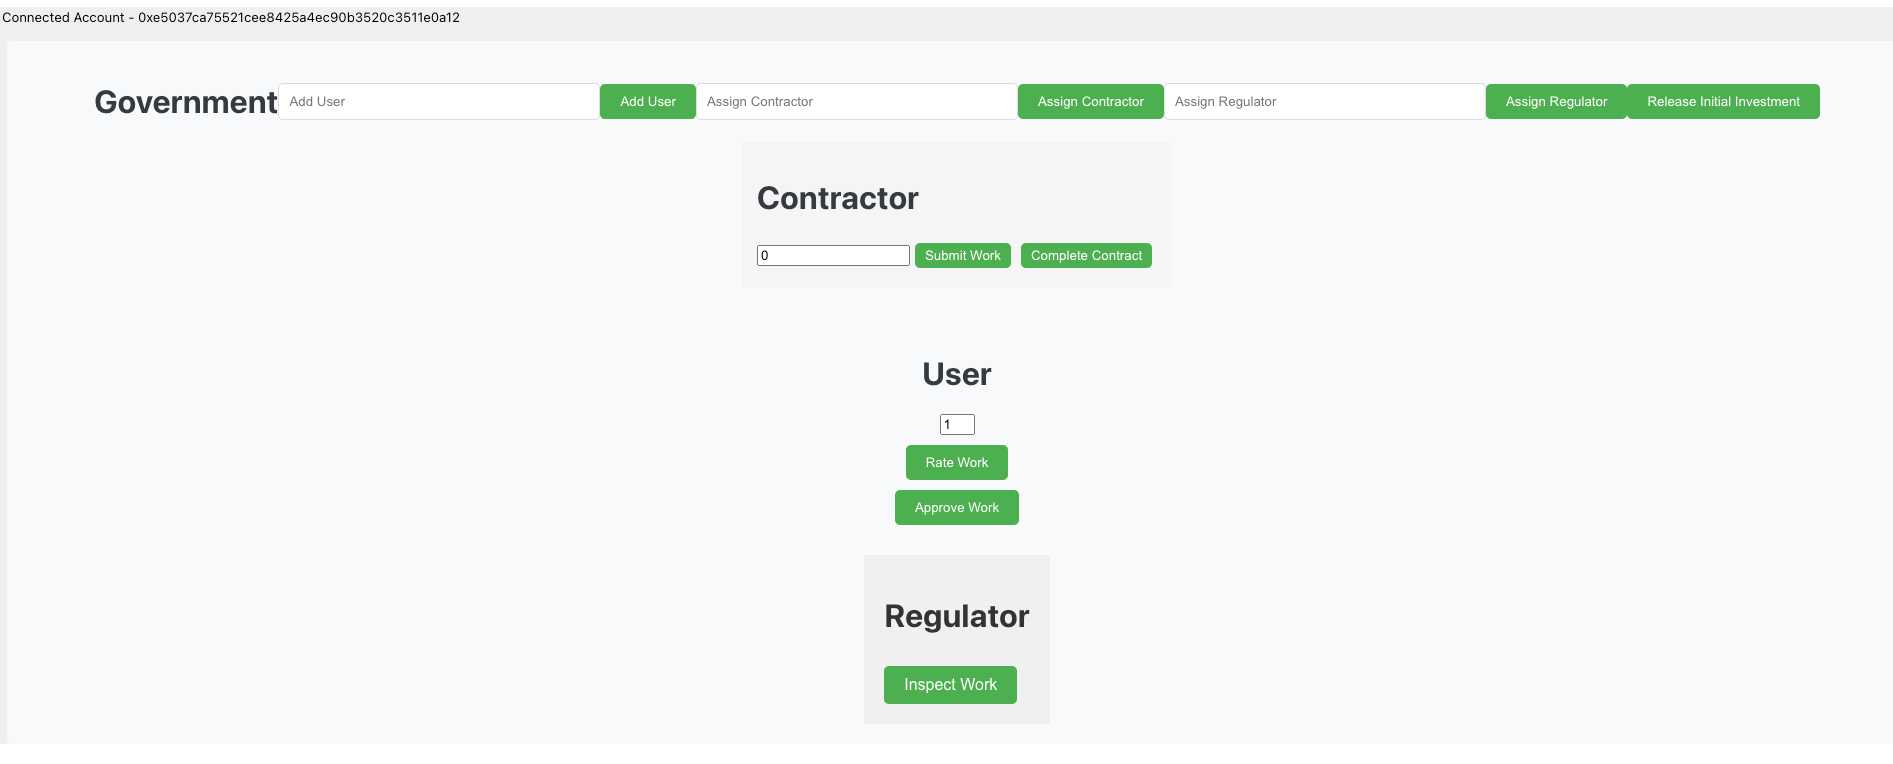 Connected Account - 0xe5037ca75521cee8425a4ec90b3520c3511e0a12
Government Add User Add User Assign Contractor Assign Contractor Assign Regulator Assign Regulator Release Initial Investment
Contractor
0 Submit Work Complete Contract
User
1
Rate Work
Approve Work
Regulator
Inspect Work